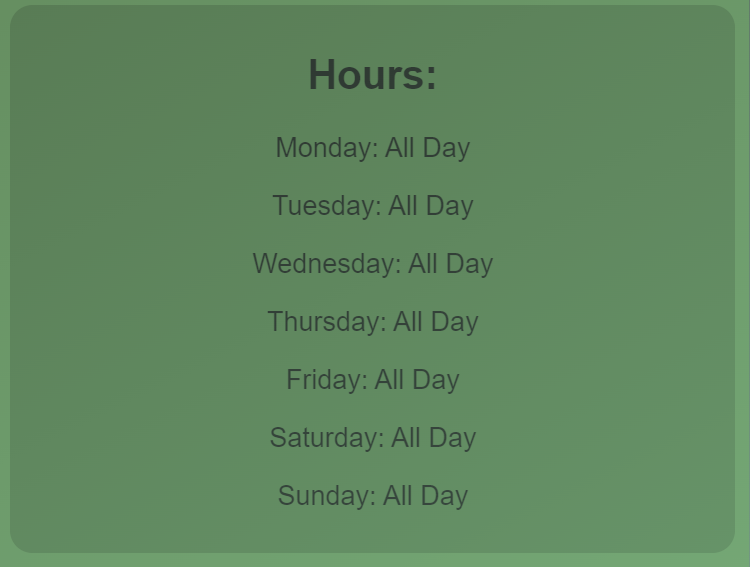 Hours:
Monday: All Day
Tuesday: All Day
Wednesday: All Day
Thursday: All Day
Friday: All Day
Saturday: All Day
Sunday: All Day